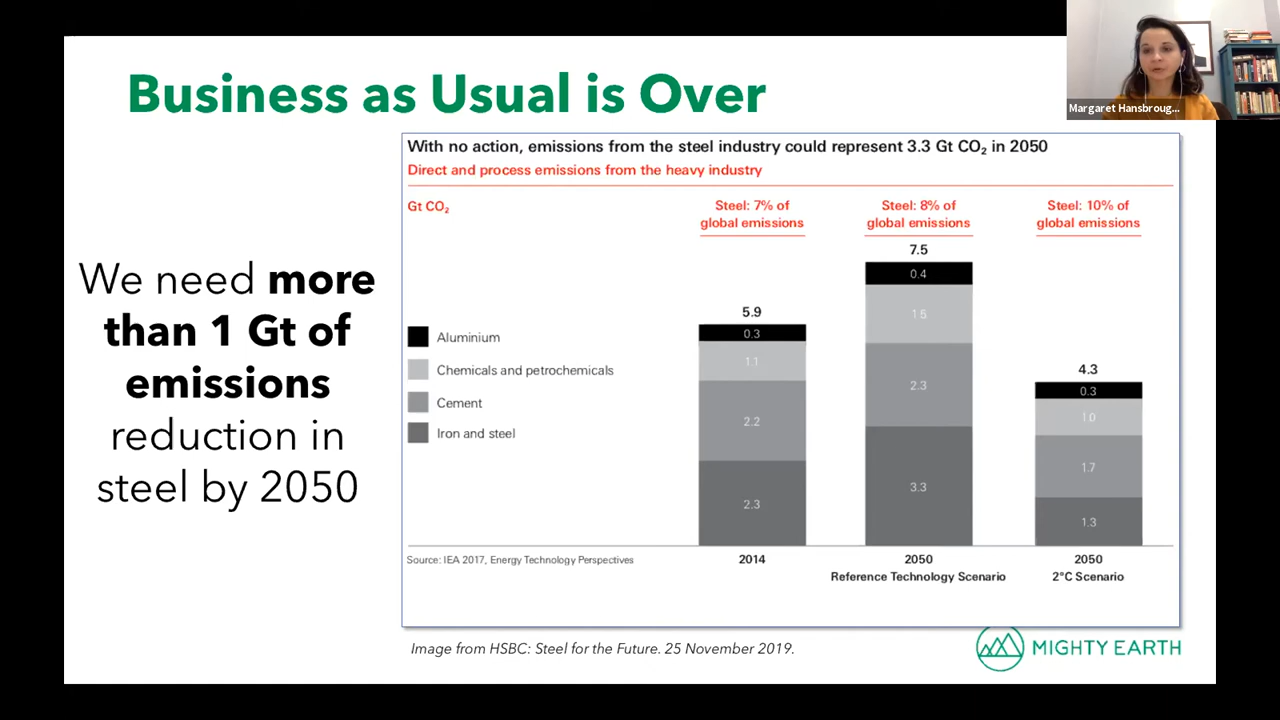 Business as Usual is Over
Margaret Hansbroug...
We need more
than 1 Gt of
emissions
reduction in
steel by 2050
With no action, emissions from the steel industry could represent 3.3 Gt CO₂ in 2050
Direct and process emissions from the heavy industry
Gt CO₂
Steel: 7% of
global emissions
Steel: 8% of
global emissions
Steel: 10% of
global emissions
Aluminium
Chemicals and petrochemicals
Cement
Iron and steel
5.9
0.3
1.1
2.2
2.3
7.5
0.4
1.5
2.3
3.3
4.3
0.3
1.0
1.7
1.3
Source: IEA 2017, Energy Technology Perspectives
2014
2050
Reference Technology Scenario
2050
2°C Scenario
Image from HSBC: Steel for the Future. 25 November 2019.
MIGHTY EARTH